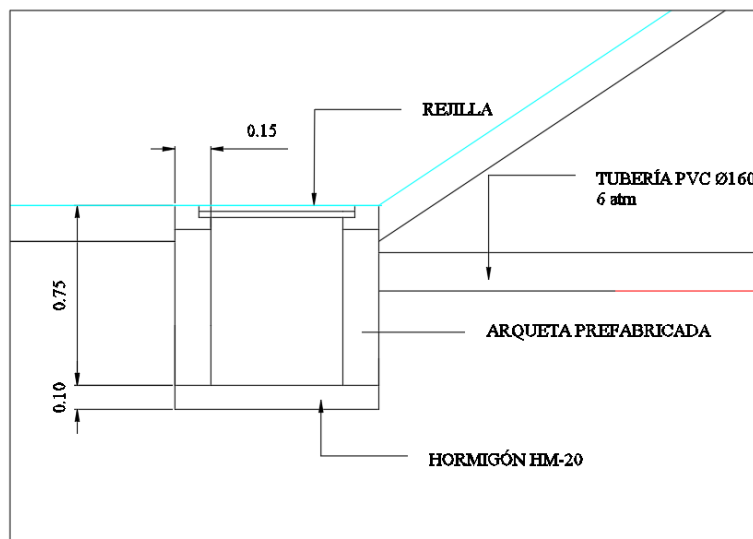 REJILLA
0.15
TUBERÍA PVC Ø160
6 atm
0.75
ARQUETA PREFABRICADA
0.10
HORMIGÓN HM-20